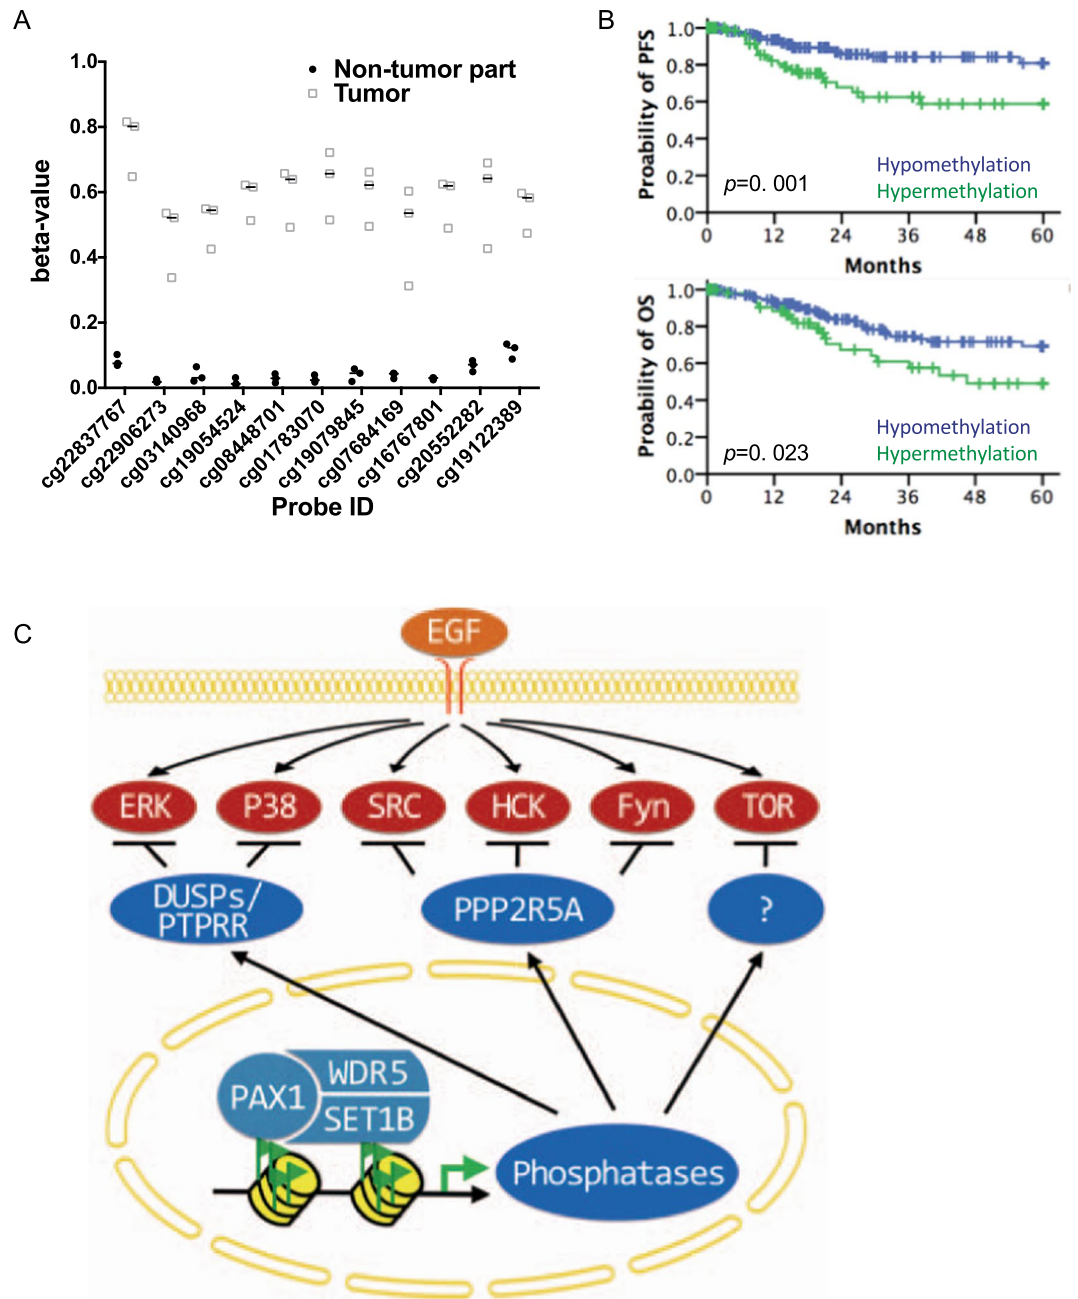 A
1.0
0.8
0.6
0.4
0.2
0.0
beta-value
Non-tumor part
Tumor
cg22837767
cg22906273
cg03140968
cg19054524
cg08448701
cg01783070
cg19079845
cg07684169
cg16767801
cg20552282
cg19122389
Probe ID
B
Proability of PFS
1.0
0.8
0.6
0.4
0.2
0.0
Hypomethylation
Hypermethylation
p=0. 001
0 12 24 36 48 60
Months
Proability of OS
1.0
0.8
0.6
0.4
0.2
0.0
Hypomethylation
Hypermethylation
p=0. 023
0 12 24 36 48 60
Months
C
EGF
ERK P38 SRC HCK Fyn TOR
DUSPs/
PTPRR
PPP2R5A
?
PAX1
WDR5
SET1B
Phosphatases